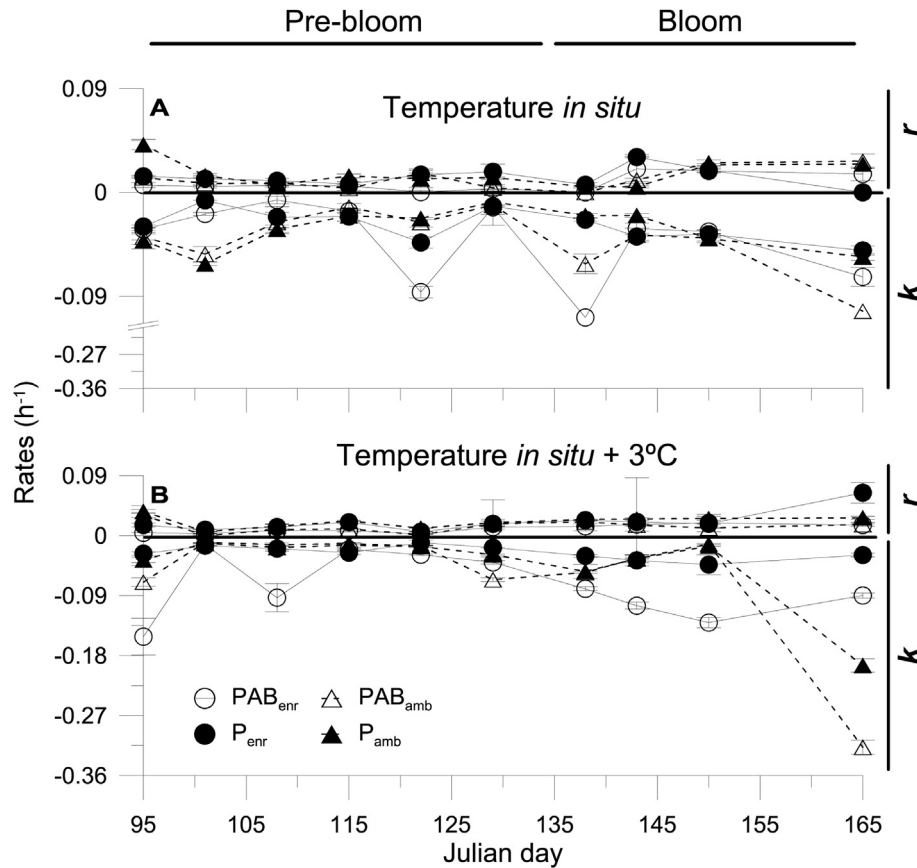 Pre-bloom Bloom
A Temperature in situ
0.09
0
-0.09
-0.27
-0.36
r
k
Rates (h⁻¹)
B Temperature in situ + 3ºC
0.09
0
-0.09
-0.18
-0.27
-0.36
r
k
PABenr PABamb
Penr Pamb
95 105 115 125 135 145 155 165
Julian day